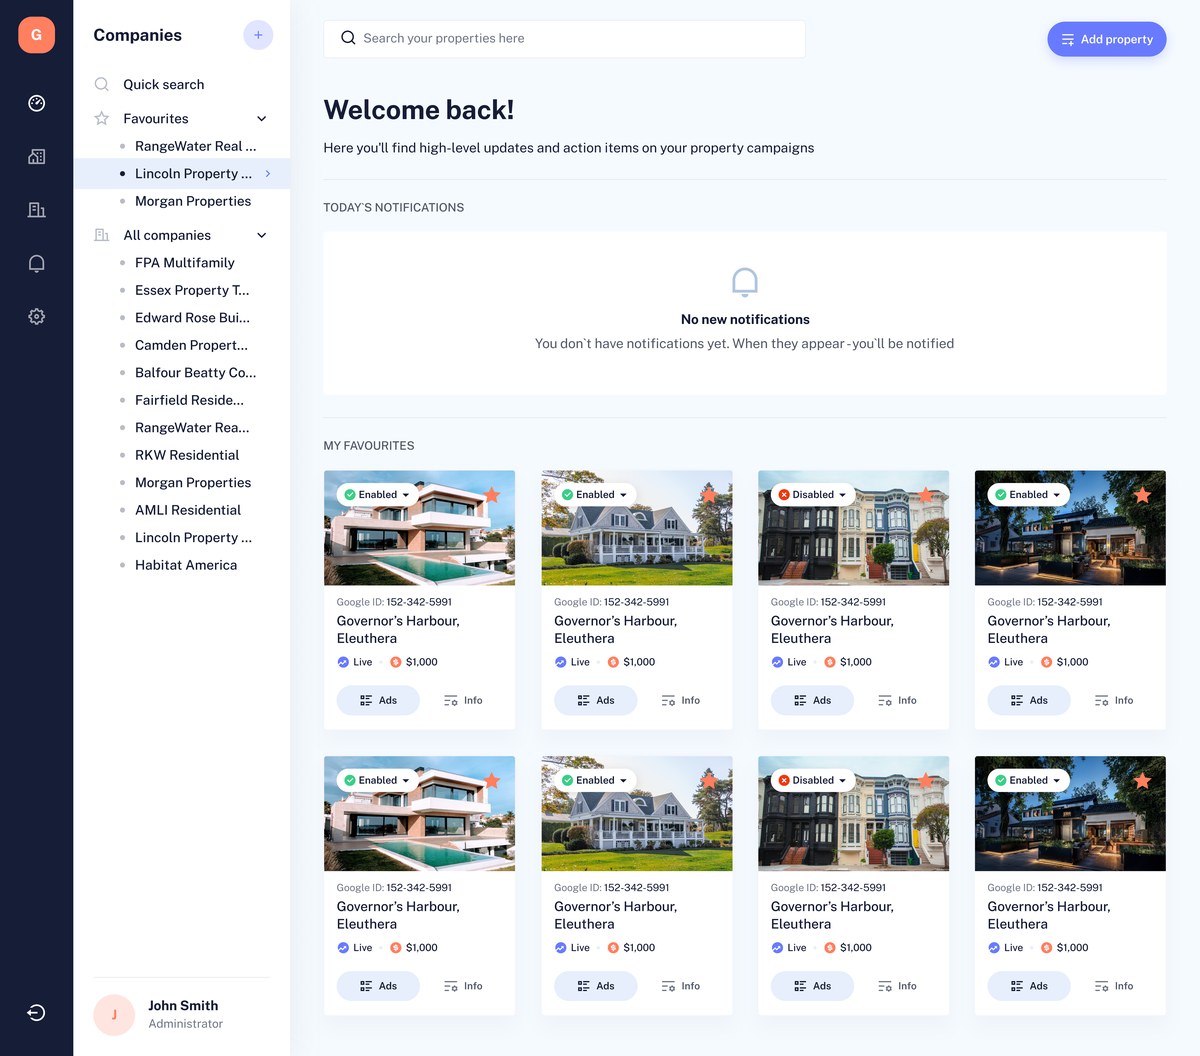 G
Companies
+
Quick search
Favourites
RangeWater Real ...
Lincoln Property ...
Morgan Properties
All companies
FPA Multifamily
Essex Property T...
Edward Rose Bui...
Camden Propert...
Balfour Beatty Co...
Fairfield Reside...
RangeWater Rea...
RKW Residential
Morgan Properties
AMLI Residential
Lincoln Property ...
Habitat America
J
John Smith
Administrator
Search your properties here
Add property
Welcome back!
Here you'll find high-level updates and action items on your property campaigns
TODAY`S NOTIFICATIONS
No new notifications
You don`t have notifications yet. When they appear - you`ll be notified
MY FAVOURITES
Enabled
Google ID: 152-342-5991
Governor’s Harbour,
Eleuthera
Live $1,000
Ads Info
Enabled
Google ID: 152-342-5991
Governor’s Harbour,
Eleuthera
Live $1,000
Ads Info
Disabled
Google ID: 152-342-5991
Governor’s Harbour,
Eleuthera
Live $1,000
Ads Info
Enabled
Google ID: 152-342-5991
Governor’s Harbour,
Eleuthera
Live $1,000
Ads Info
Enabled
Google ID: 152-342-5991
Governor’s Harbour,
Eleuthera
Live $1,000
Ads Info
Enabled
Google ID: 152-342-5991
Governor’s Harbour,
Eleuthera
Live $1,000
Ads Info
Disabled
Google ID: 152-342-5991
Governor’s Harbour,
Eleuthera
Live $1,000
Ads Info
Enabled
Google ID: 152-342-5991
Governor’s Harbour,
Eleuthera
Live $1,000
Ads Info